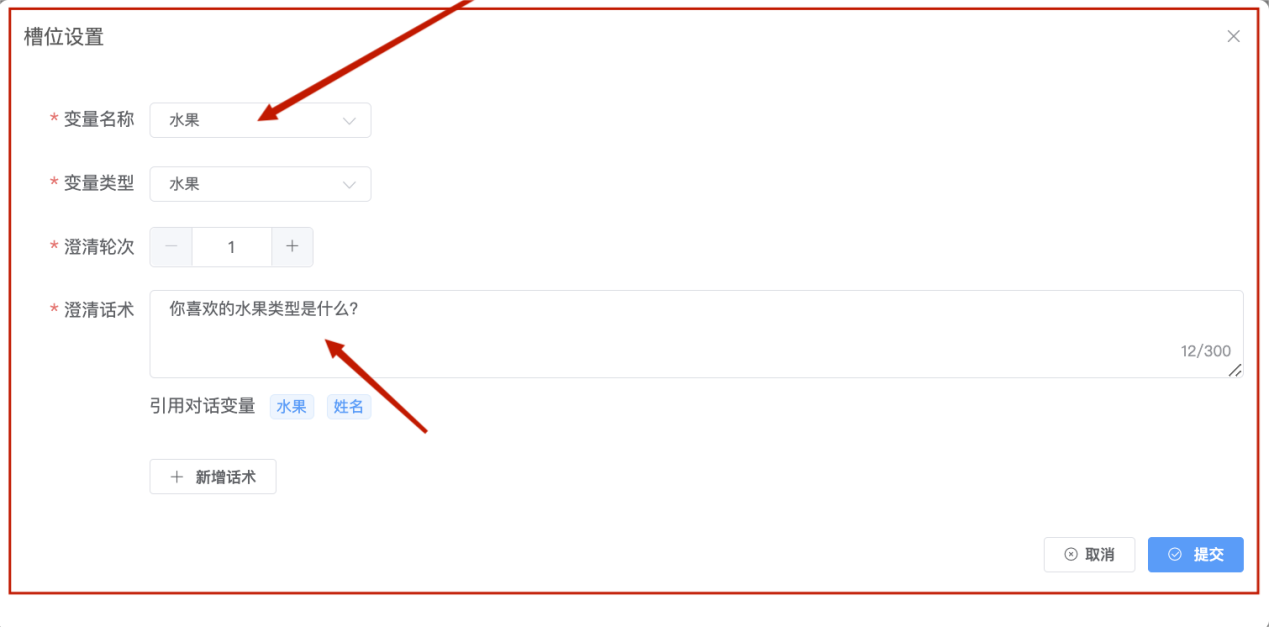 槽位设置
* 变量名称 水果
* 变量类型 水果
* 澄清轮次 1
* 澄清话术 你喜欢的水果类型是什么?
12/300
引用对话变量 水果 姓名
新增话术
取消 提交